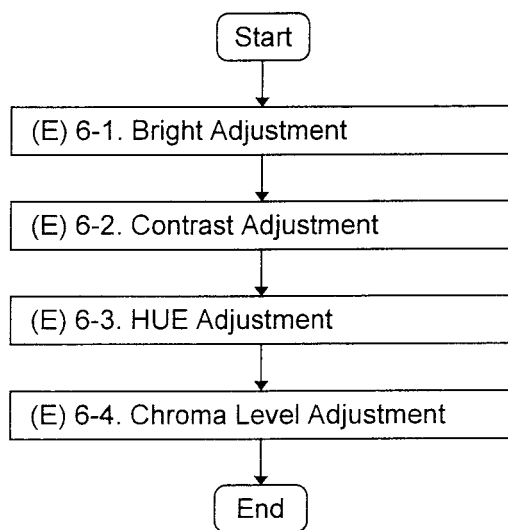 Start
(E) 6-1. Bright Adjustment
(E) 6-2. Contrast Adjustment
(E) 6-3. HUE Adjustment
(E) 6-4. Chroma Level Adjustment
End